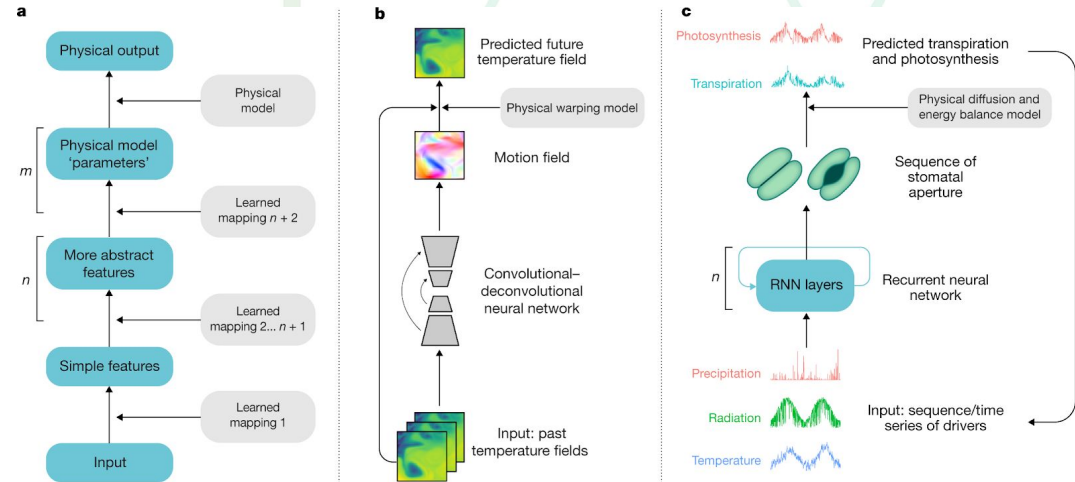 a
Physical output
Physical
model
Physical model
'parameters'
m
Learned
mapping n + 2
More abstract
features
n
Learned
mapping 2... n + 1
Simple features
Learned
mapping 1
Input
b
Predicted future
temperature field
Physical warping model
Motion field
Convolutional–
deconvolutional
neural network
Input: past
temperature fields
c
Photosynthesis
Predicted transpiration
and photosynthesis
Transpiration
Physical diffusion and
energy balance model
Sequence of
stomatal
aperture
n
RNN layers
Recurrent neural
network
Precipitation
Radiation
Input: sequence/time
series of drivers
Temperature